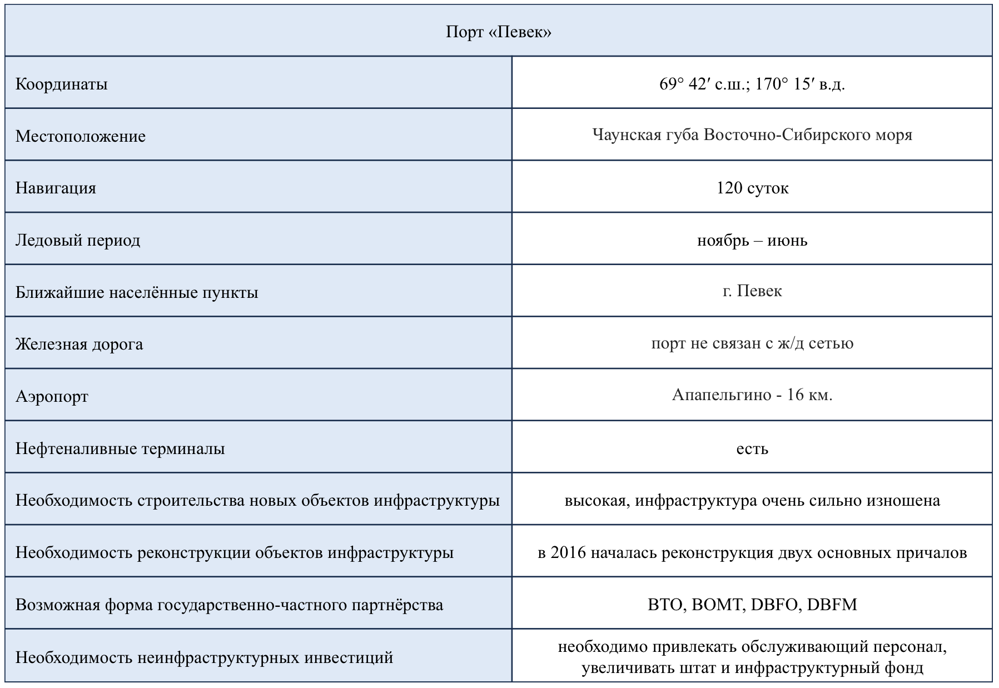 Порт «Певек»
Координаты
69° 42′ с.ш.; 170° 15′ в.д.
Местоположение
Чаунская губа Восточно-Сибирского моря
Навигация
120 суток
Ледовый период
ноябрь – июнь
Ближайшие населённые пункты
г. Певек
Железная дорога
порт не связан с ж/д сетью
Аэропорт
Апапельгино - 16 км.
Нефтеналивные терминалы
есть
Необходимость строительства новых объектов инфраструктуры
высокая, инфраструктура очень сильно изношена
Необходимость реконструкции объектов инфраструктуры
в 2016 началась реконструкция двух основных причалов
Возможная форма государственно-частного партнёрства
BTO, BOMT, DBFO, DBFM
Необходимость неинфраструктурных инвестиций
необходимо привлекать обслуживающий персонал,
увеличивать штат и инфраструктурный фонд